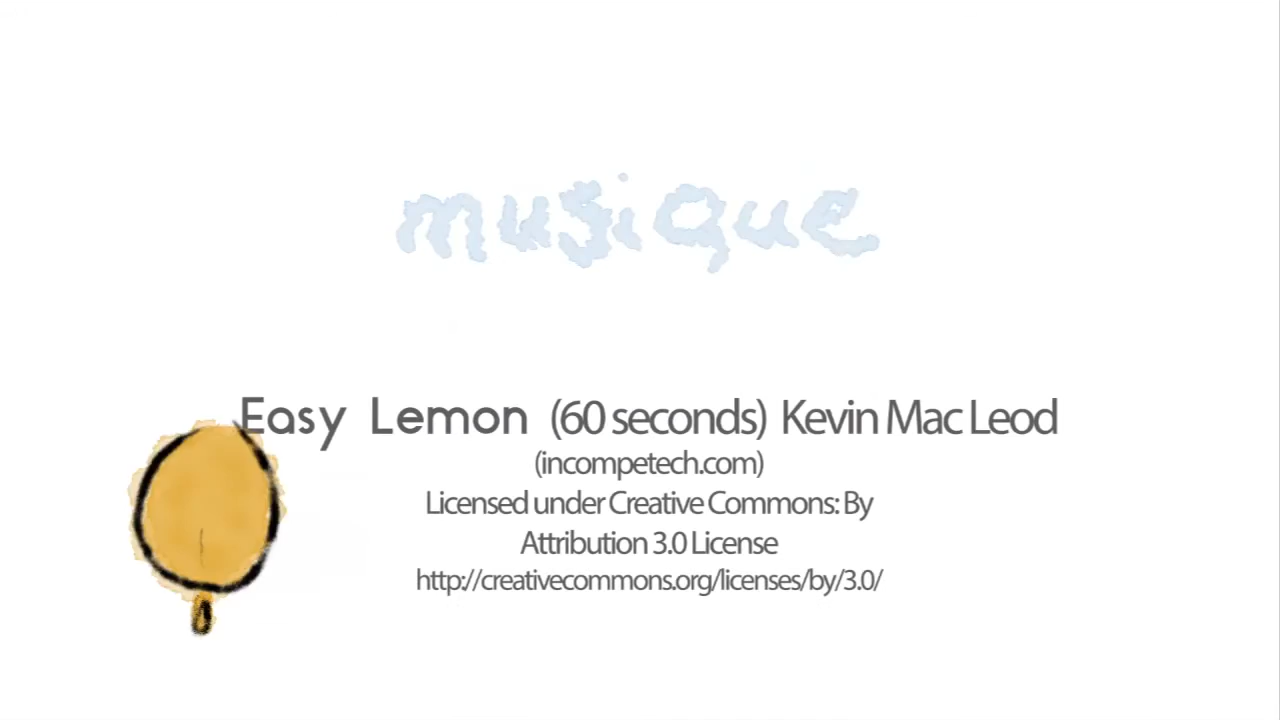 musique
Easy Lemon (60 seconds) Kevin Mac Leod
(incompetech.com)
Licensed under Creative Commons: By
Attribution 3.0 License
http://creativecommons.org/licenses/by/3.0/